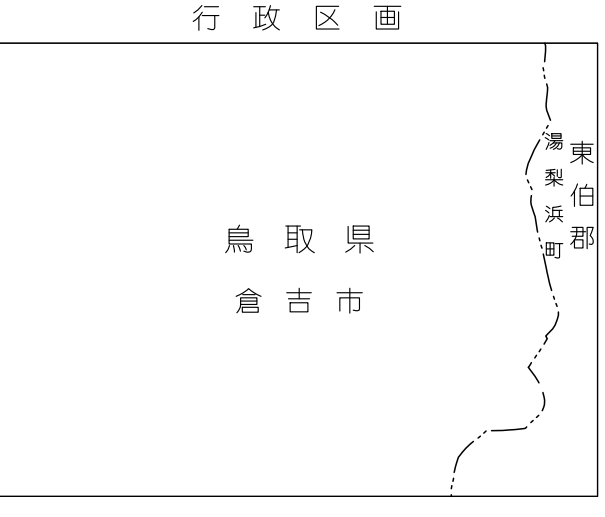 行政区画
鳥取県
倉吉市
東伯郡
湯梨浜町